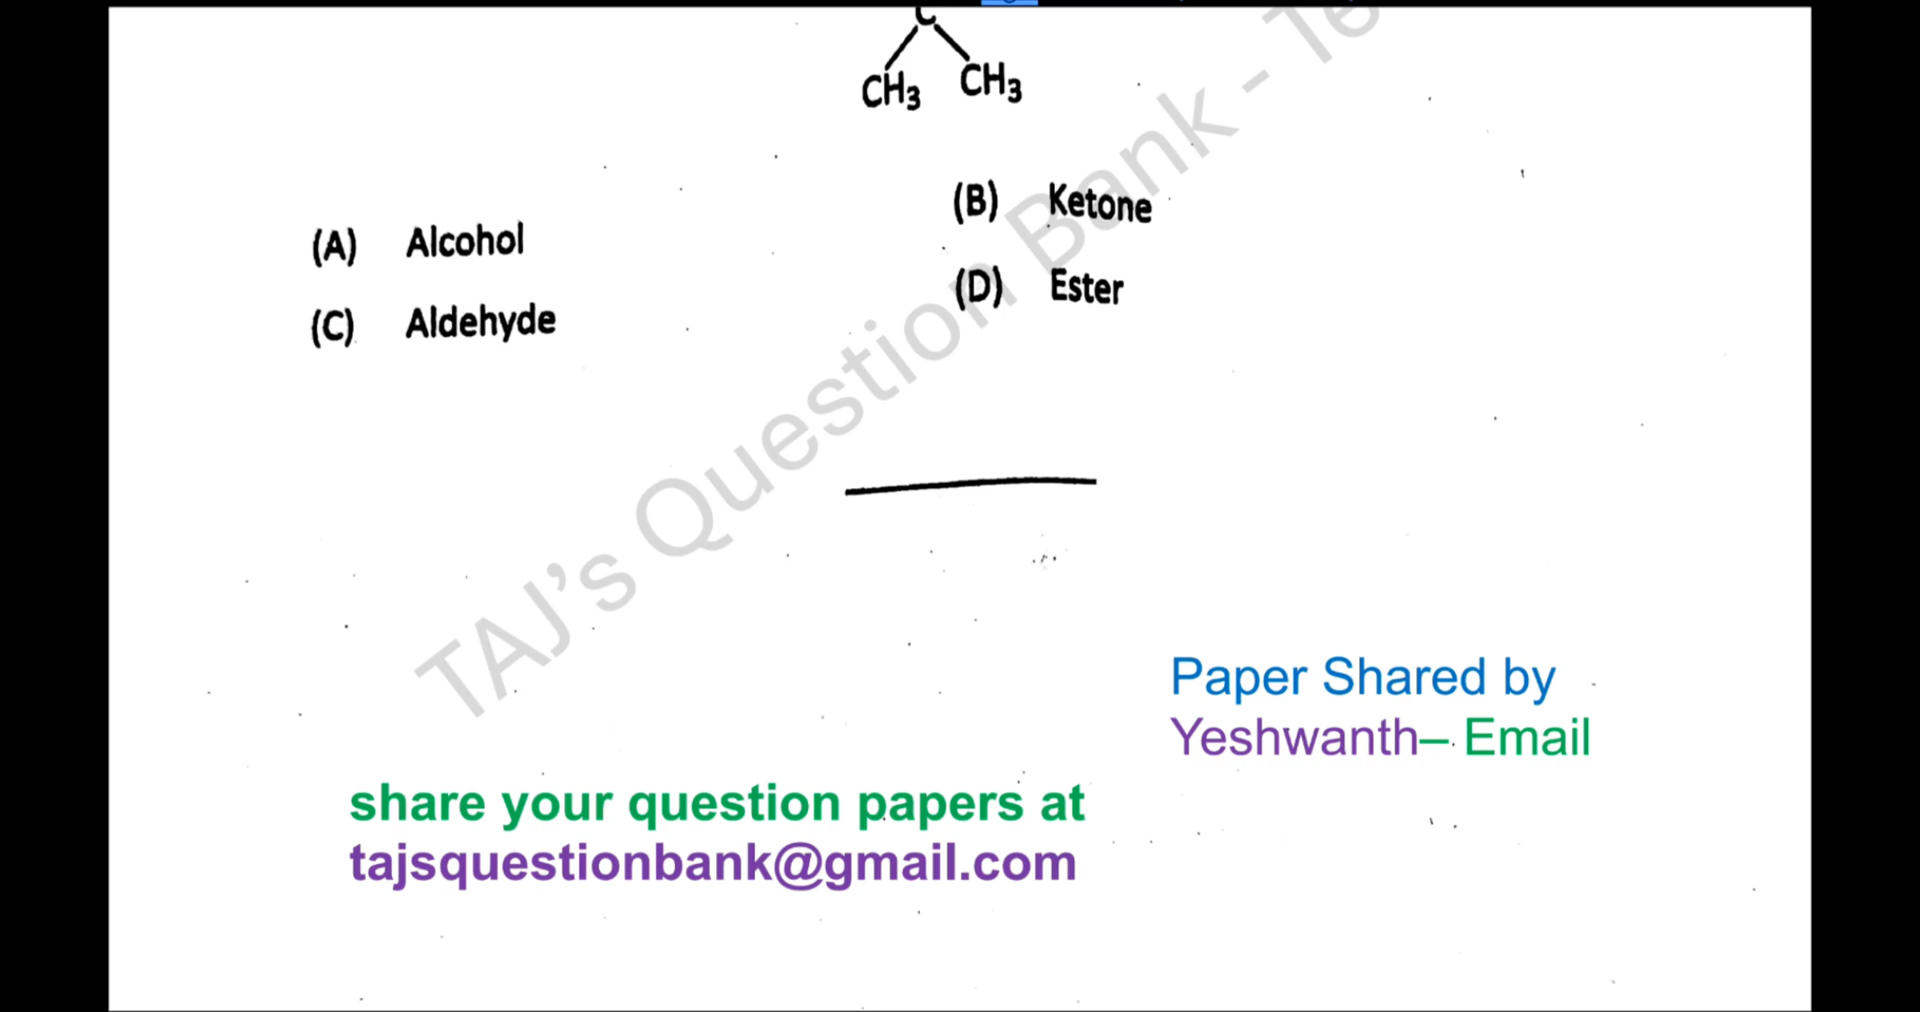 C
CH3 CH3
(A) Alcohol
(B) Ketone
(C) Aldehyde
(D) Ester
TAJ's Question Bank - Te
Paper Shared by
Yeshwanth– Email
share your question papers at
tajsquestionbank@gmail.com